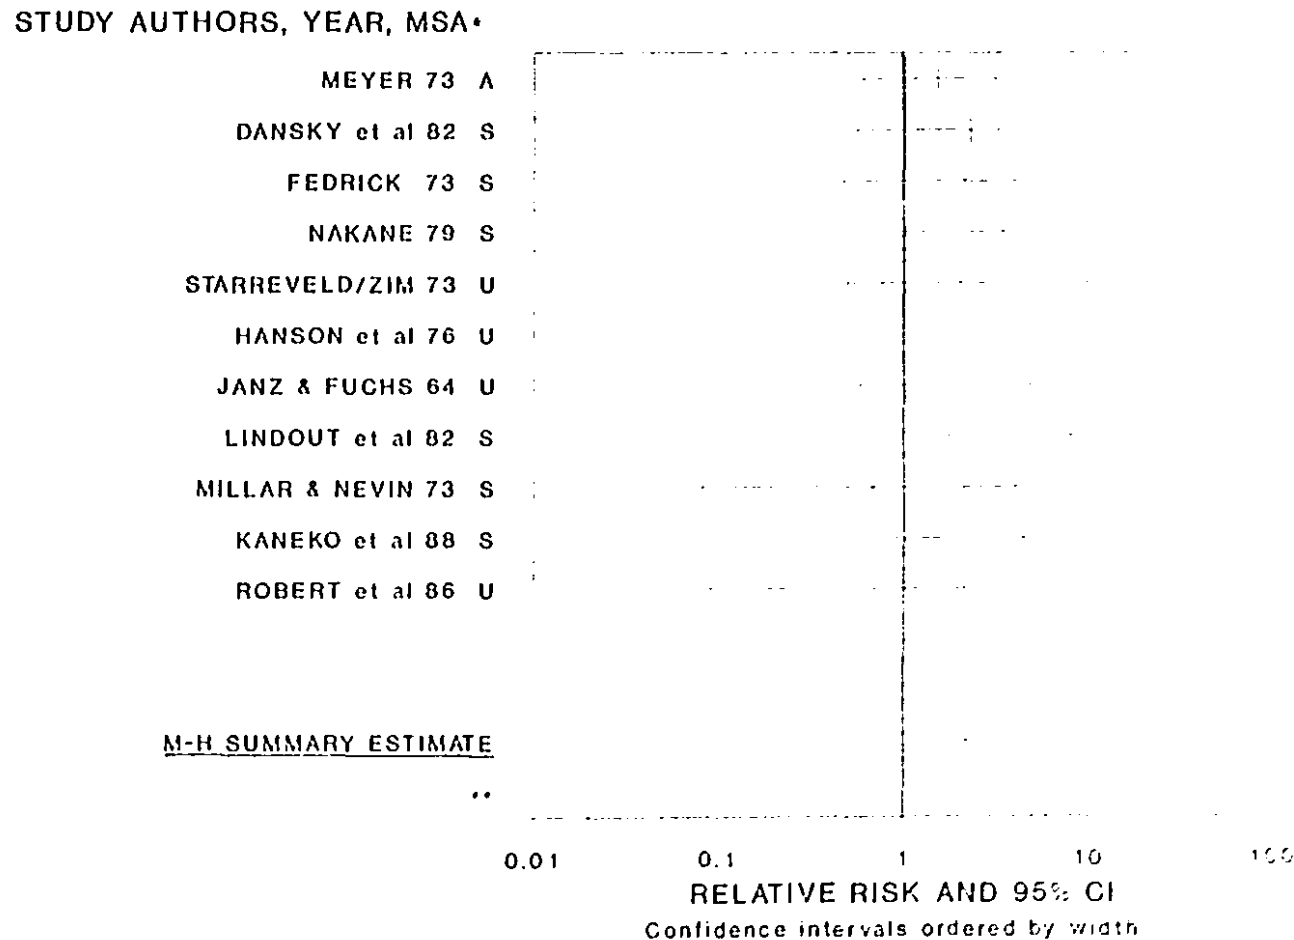 STUDY AUTHORS, YEAR, MSA•
MEYER 73 A
DANSKY et al 82 S
FEDRICK 73 S
NAKANE 79 S
STARREVELD/ZIM 73 U
HANSON et al 76 U
JANZ & FUCHS 64 U
LINDOUT et al 82 S
MILLAR & NEVIN 73 S
KANEKO et al 88 S
ROBERT et al 86 U
M-H SUMMARY ESTIMATE
••
0.01 0.1 1 10 100
RELATIVE RISK AND 95% CI
Confidence intervals ordered by width